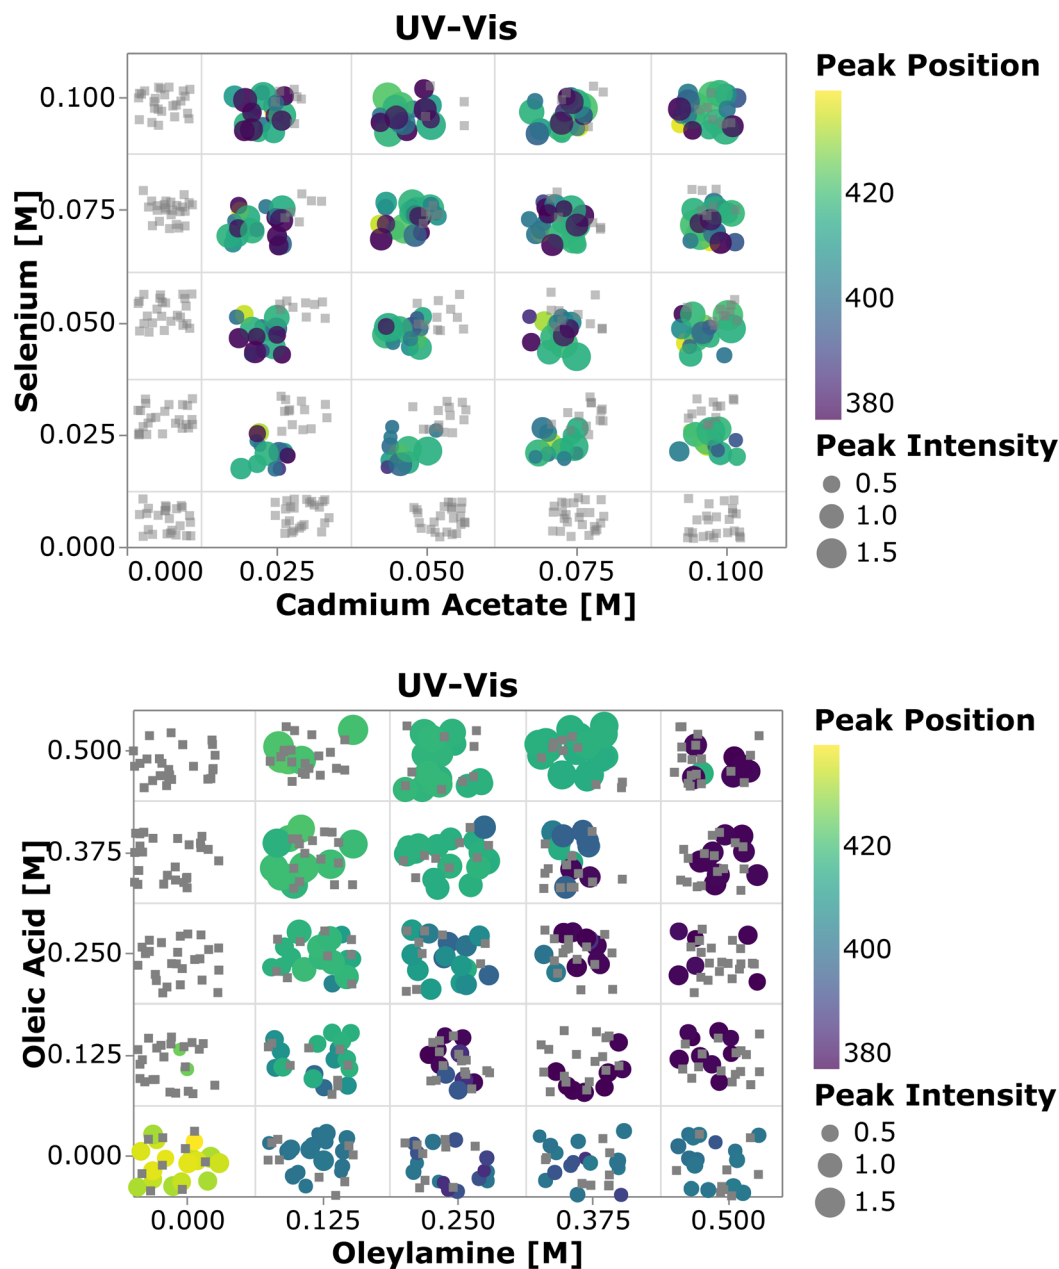 UV-Vis
Selenium [M]
0.100
0.075
0.050
0.025
0.000
0.000 0.025 0.050 0.075 0.100
Cadmium Acetate [M]
Peak Position
420
400
380
Peak Intensity
0.5
1.0
1.5
UV-Vis
Oleic Acid [M]
0.500
0.375
0.250
0.125
0.000
0.000 0.125 0.250 0.375 0.500
Oleylamine [M]
Peak Position
420
400
380
Peak Intensity
0.5
1.0
1.5